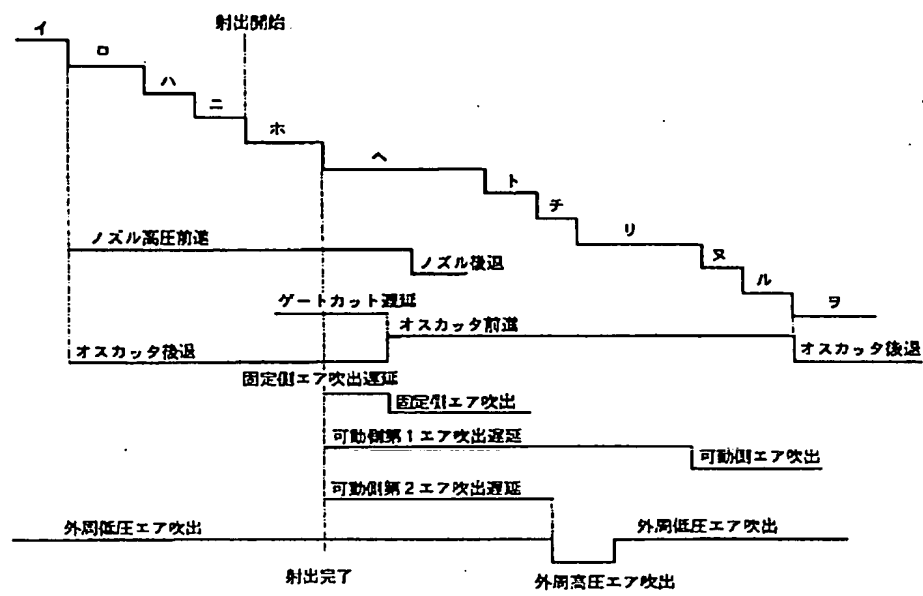 射出開始
イ
ロ
ハ
ニ
ホ
ヘ
ト
チ
リ
ヌ
ル
ヲ
ノズル高圧前進
ノズル後退
ゲートカット遅延
オスカッタ前進
オスカッタ後退
オスカッタ後退
固定側エア吹出遅延
固定側エア吹出
可動側第1エア吹出遅延
可動側エア吹出
可動側第2エア吹出遅延
外周低圧エア吹出
外周低圧エア吹出
射出完了
外周高圧エア吹出